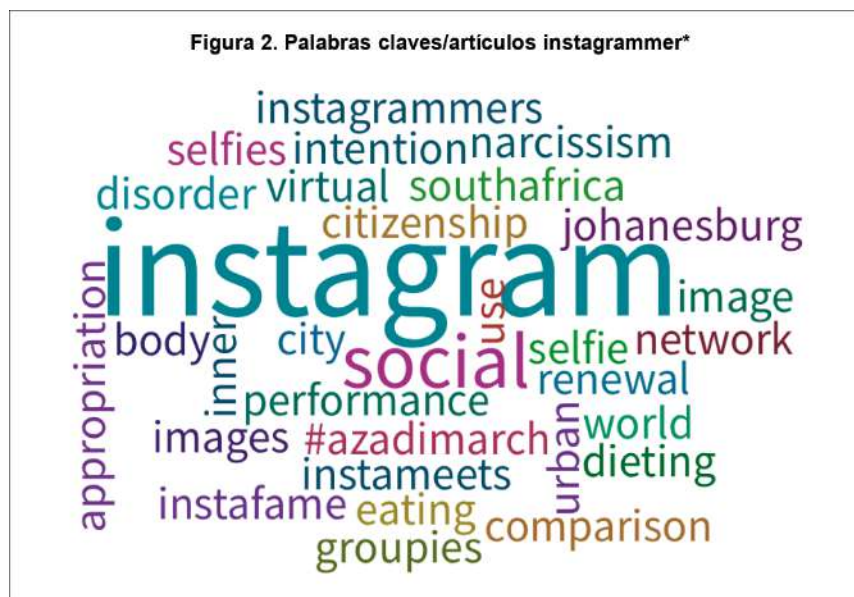 Figura 2. Palabras claves/artículos instagrammer*
instagrammers
selfies intention narcissism
disorder virtual southafrica
citizenship johanesburg
instagram
appropriation
use
image
body
inner
city
social
selfie
network
performance
renewal
images
#azadimarch
urban
world
instameets
dieting
instafame
eating
comparison
groupies